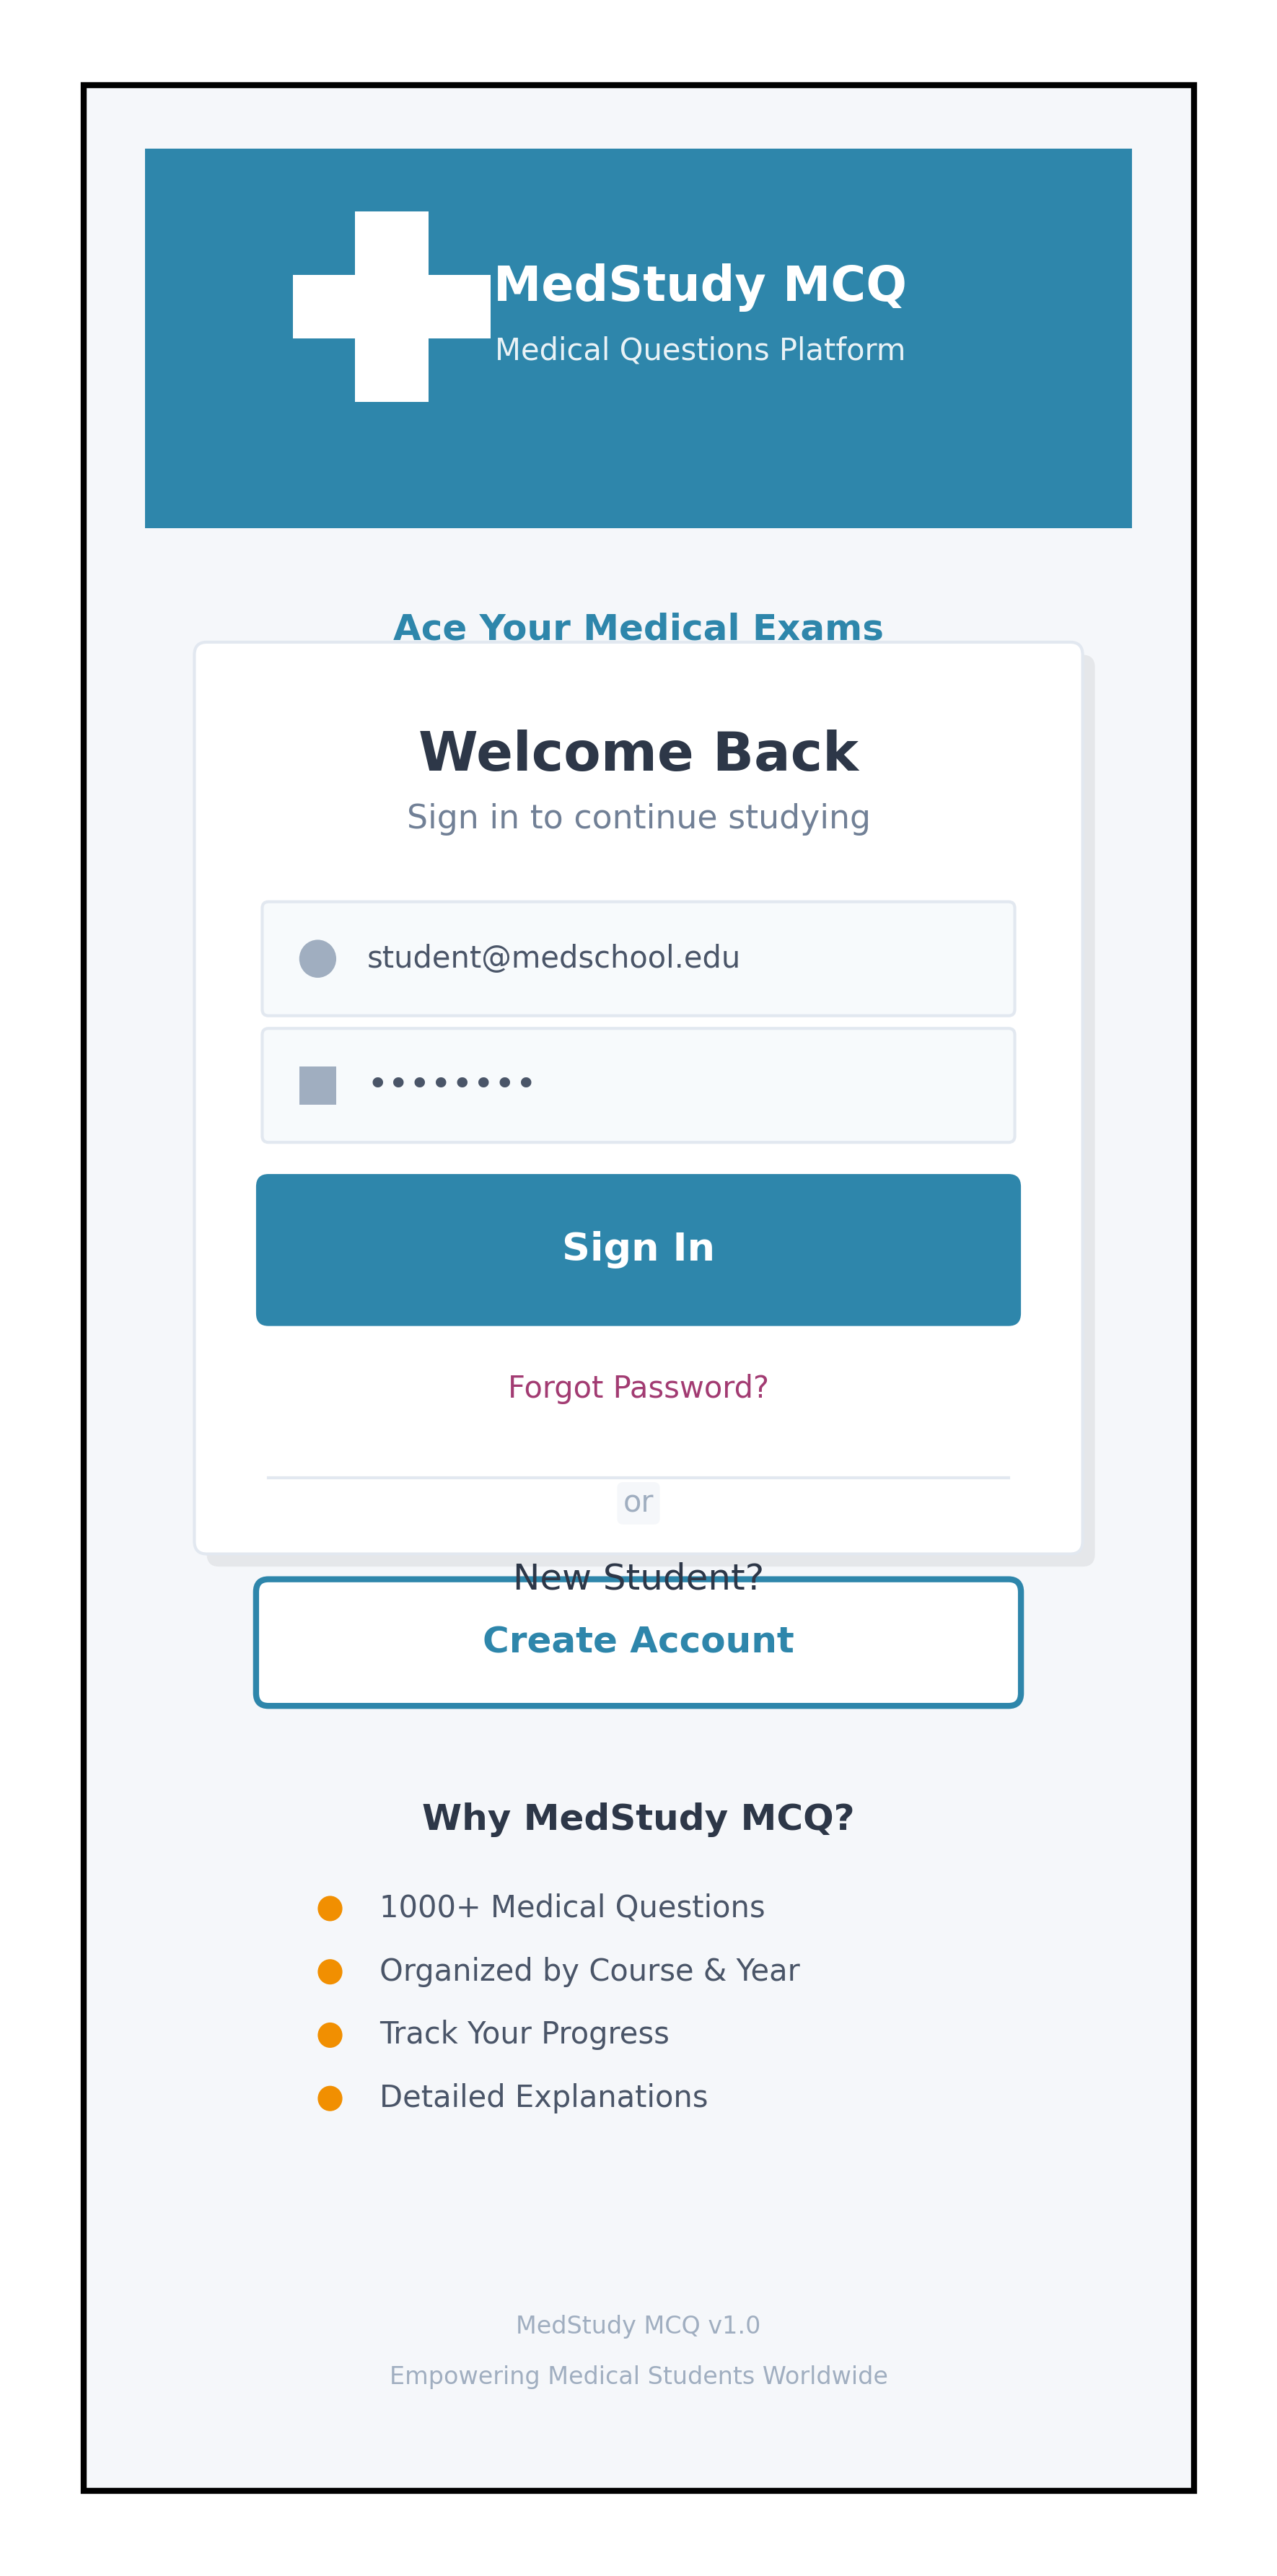 MedStudy MCQ
Medical Questions Platform
Ace Your Medical Exams
Welcome Back
Sign in to continue studying
student@medschool.edu
••••••••
Sign In
Forgot Password?
or
New Student?
Create Account
Why MedStudy MCQ?
1000+ Medical Questions
Organized by Course & Year
Track Your Progress
Detailed Explanations
MedStudy MCQ v1.0
Empowering Medical Students Worldwide